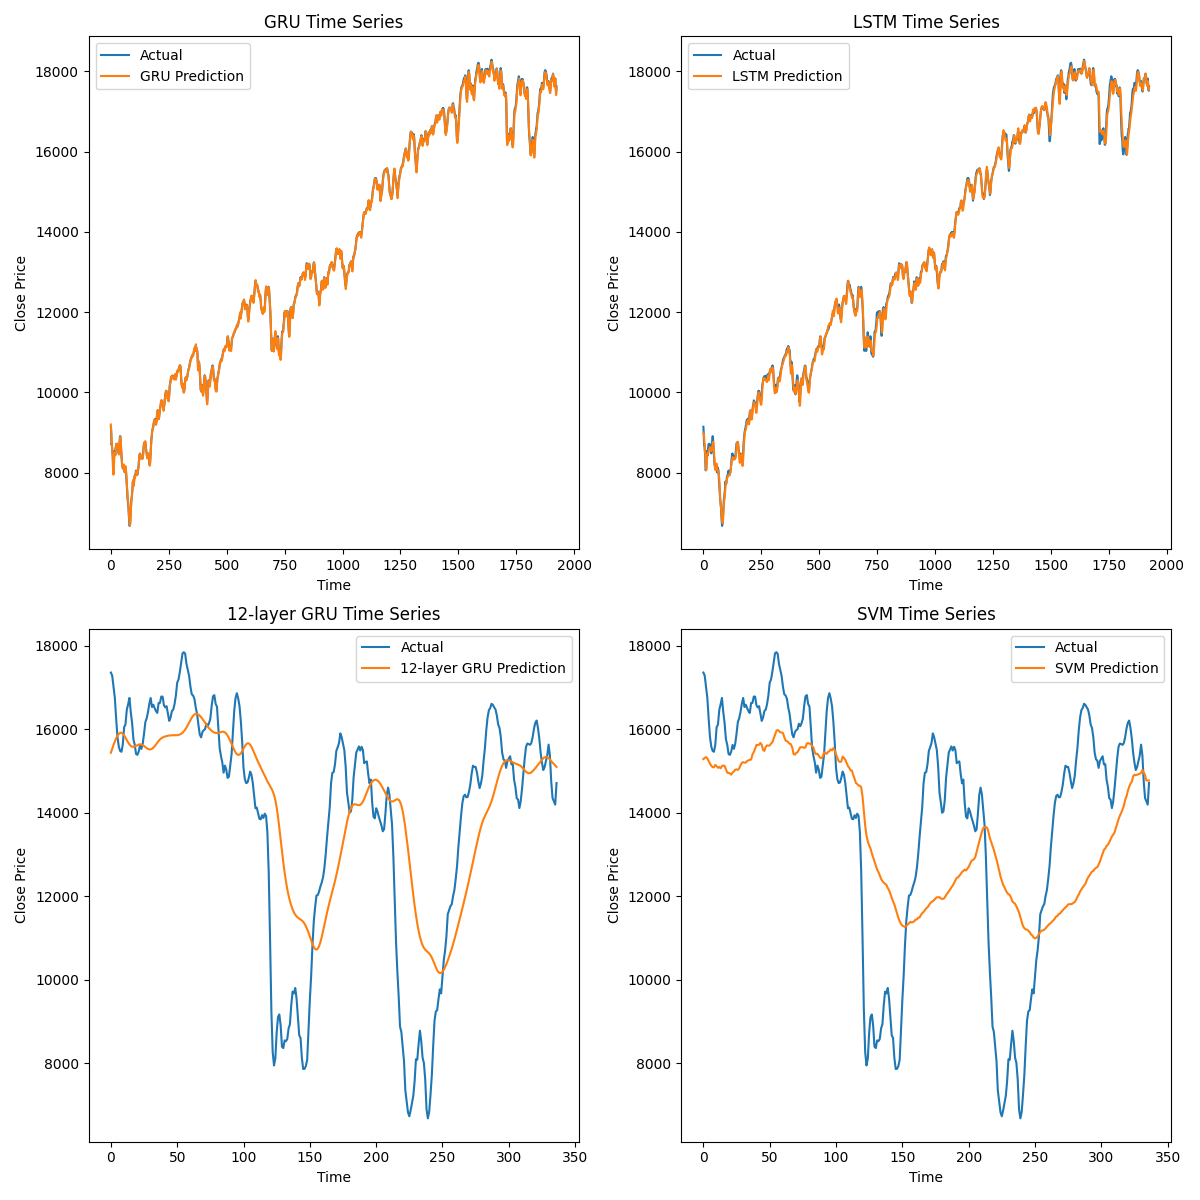 GRU Time Series
Actual
GRU Prediction
Close Price
18000
16000
14000
12000
10000
8000
0 250 500 750 1000 1250 1500 1750 2000
Time
LSTM Time Series
Actual
LSTM Prediction
Close Price
18000
16000
14000
12000
10000
8000
0 250 500 750 1000 1250 1500 1750 2000
Time
12-layer GRU Time Series
Actual
12-layer GRU Prediction
Close Price
18000
16000
14000
12000
10000
8000
0 50 100 150 200 250 300 350
Time
SVM Time Series
Actual
SVM Prediction
Close Price
18000
16000
14000
12000
10000
8000
0 50 100 150 200 250 300 350
Time